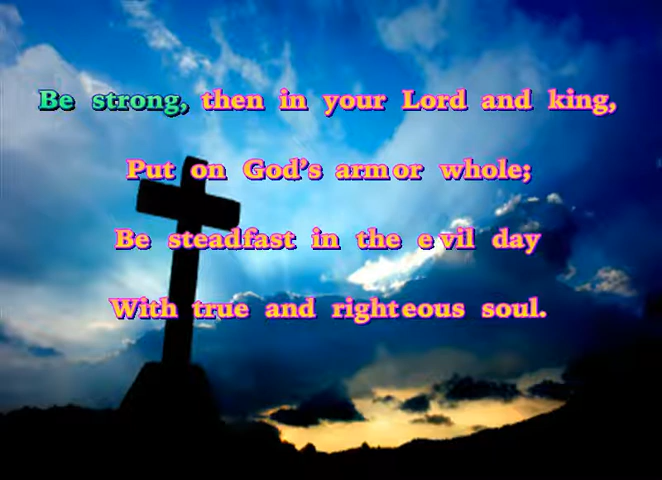 Be strong, then in your Lord and king,
Put on God's armor whole;
Be steadfast in the evil day
With true and righteous soul.